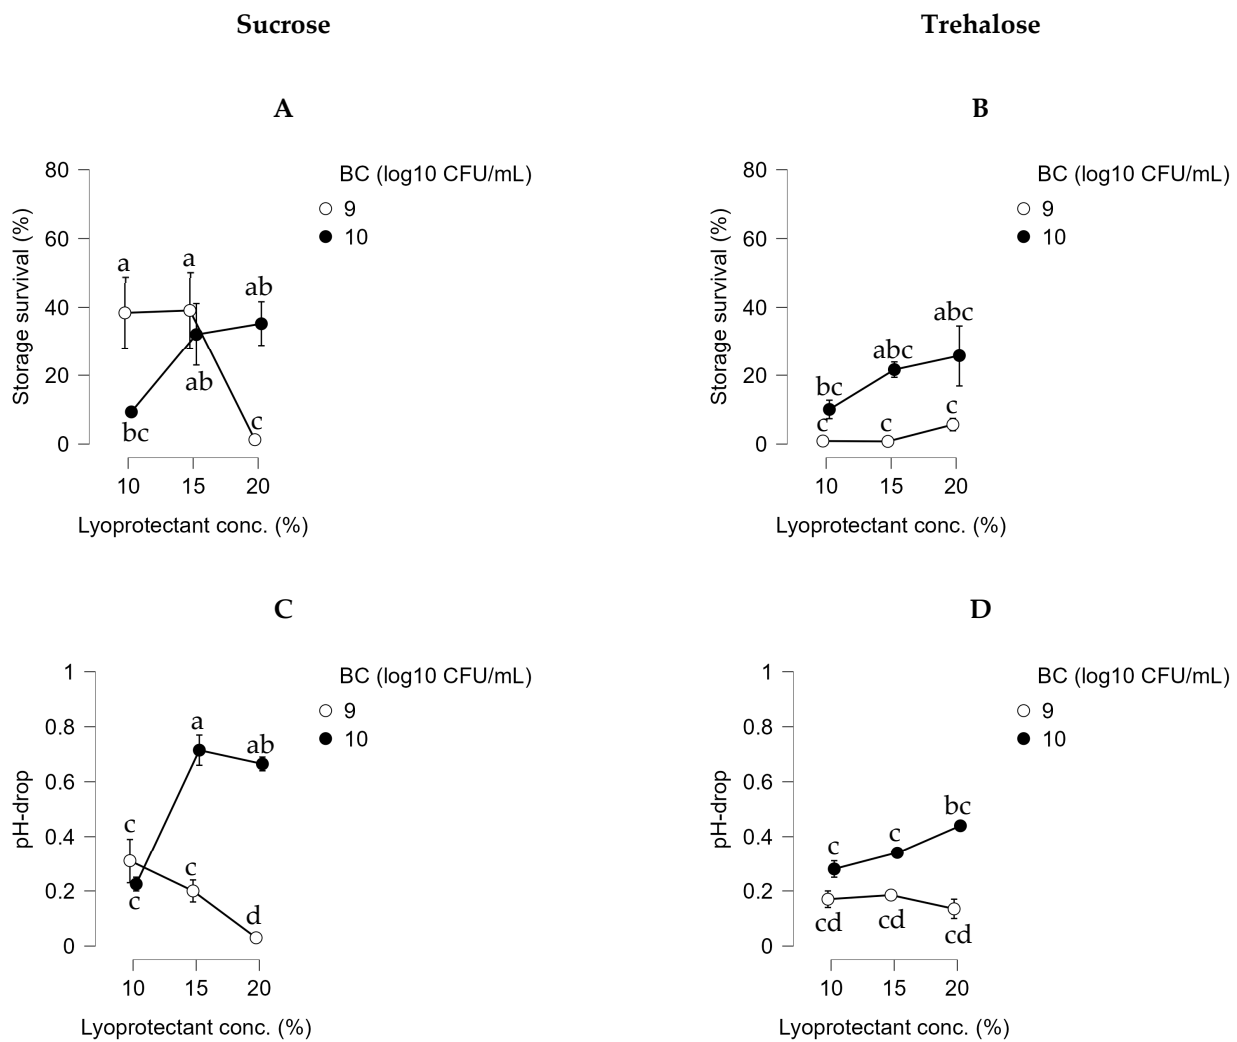 Sucrose
Trehalose
A
BC (log10 CFU/mL)
9
10
80
60
40
20
0
Storage survival (%)
a
a
ab
ab
bc
c
10 15 20
Lyoprotectant conc. (%)
B
BC (log10 CFU/mL)
9
10
80
60
40
20
0
Storage survival (%)
abc
abc
bc
c
c
c
10 15 20
Lyoprotectant conc. (%)
C
BC (log10 CFU/mL)
9
10
1
0.8
0.6
0.4
0.2
0
pH-drop
a
ab
c
c
c
d
10 15 20
Lyoprotectant conc. (%)
D
BC (log10 CFU/mL)
9
10
1
0.8
0.6
0.4
0.2
0
pH-drop
bc
c
c
cd
cd
cd
10 15 20
Lyoprotectant conc. (%)